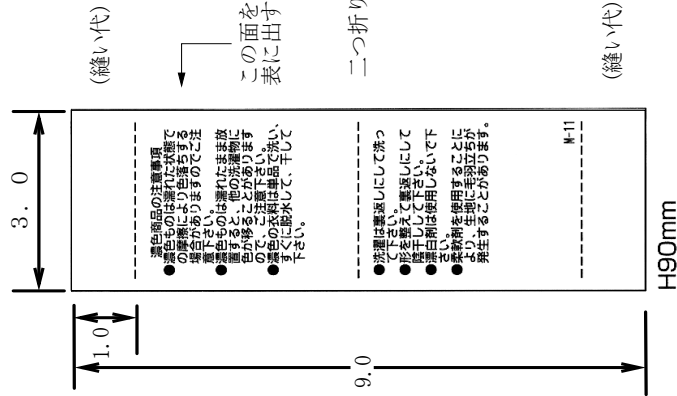 3.0
1.0
9.0
(縫い代)
この面を
表に出す
二つ折り
(縫い代)
濃色商品の注意事項
●濃色ものは濡れた状態で
の摩擦により色落ちする
場合がありますのでご注
意下さい。
●濃色ものは濡れたまま放
置すると、他の洗濯物に
色が移ることがあります
ので、ご注意下さい。
●濃色の衣料は単品で洗い、
すぐに脱水して、干して
下さい。
●洗濯は裏返しにして洗っ
て下さい。
●形を整えて裏返しにして
陰干しして下さい。
●漂白剤は使用しないで下
さい。
●柔軟剤を使用することに
より、生地に毛羽立ちが
発生することがあります。
M-11
H90mm